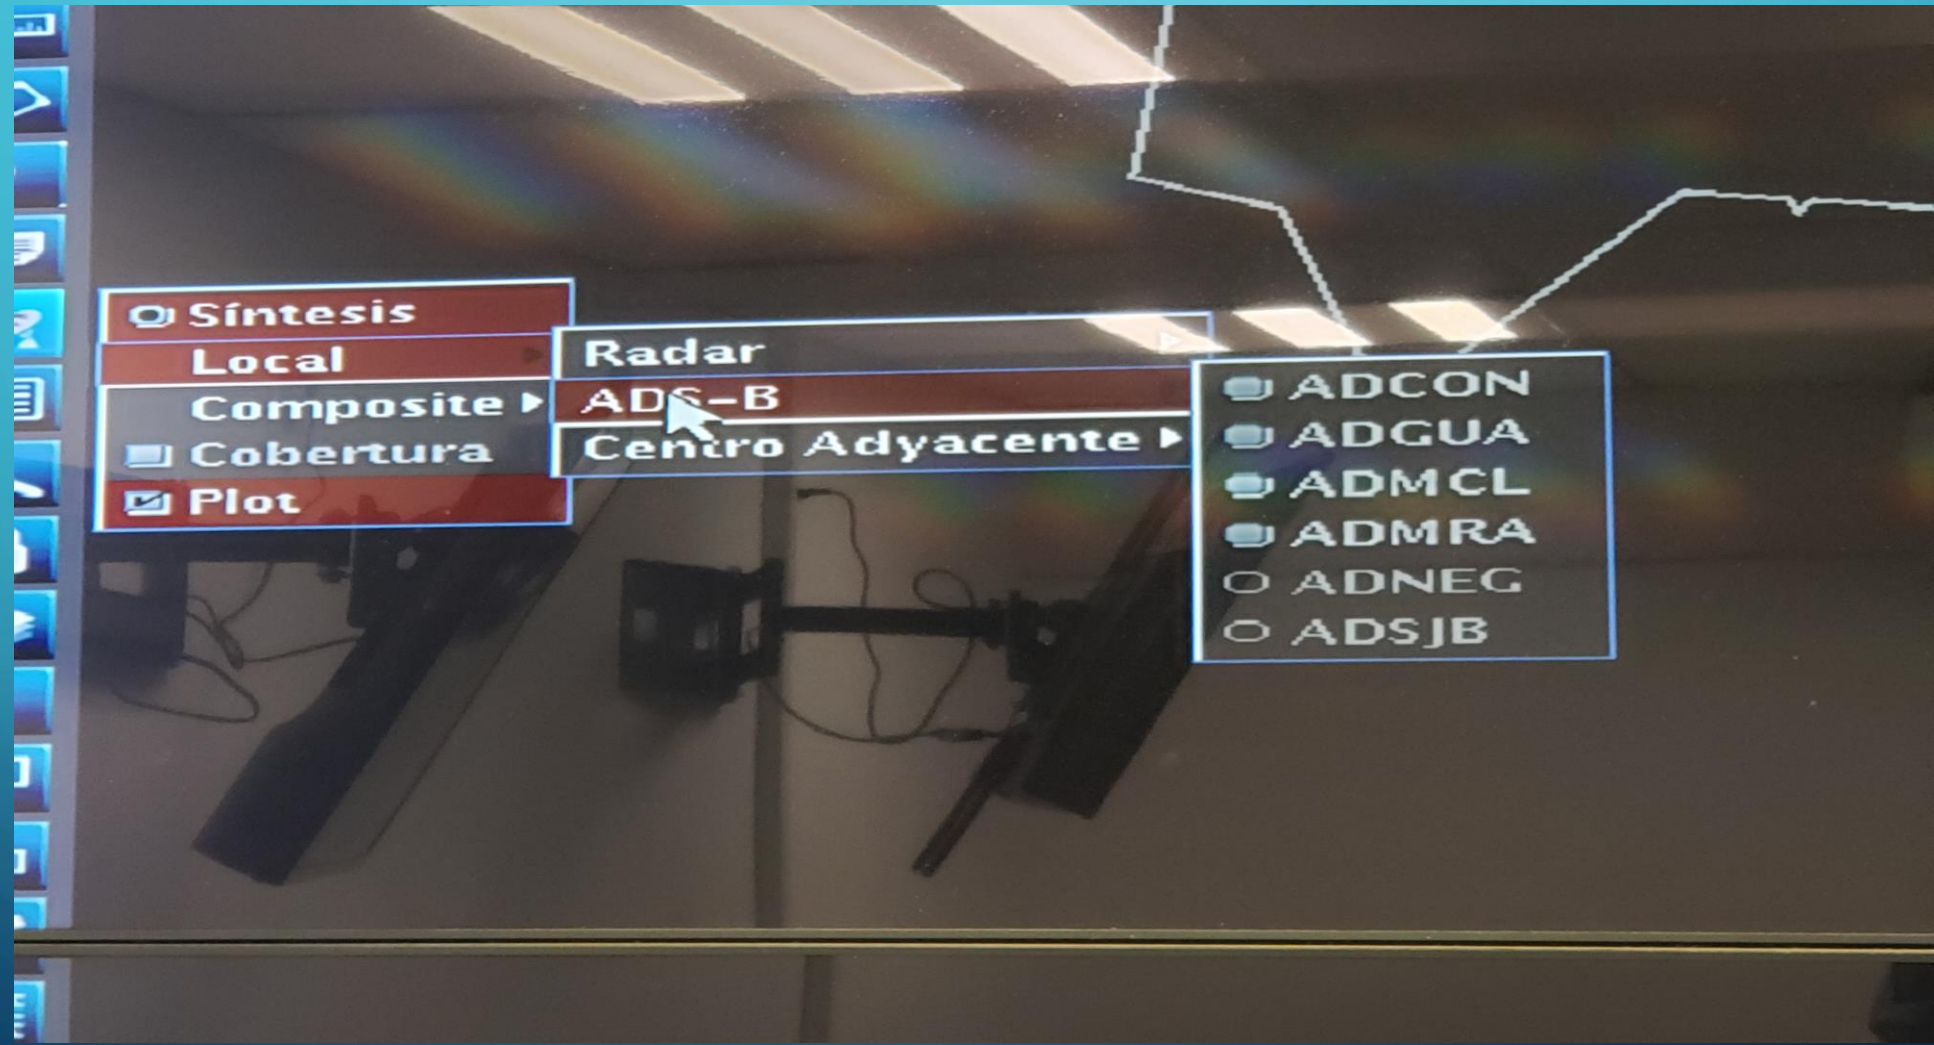 Síntesis
Local
Composite
Cobertura
Plot
Radar
ADS-B
Centro Adyacente
ADCON
ADGUA
ADMCL
ADMRA
ADNEG
ADSJB